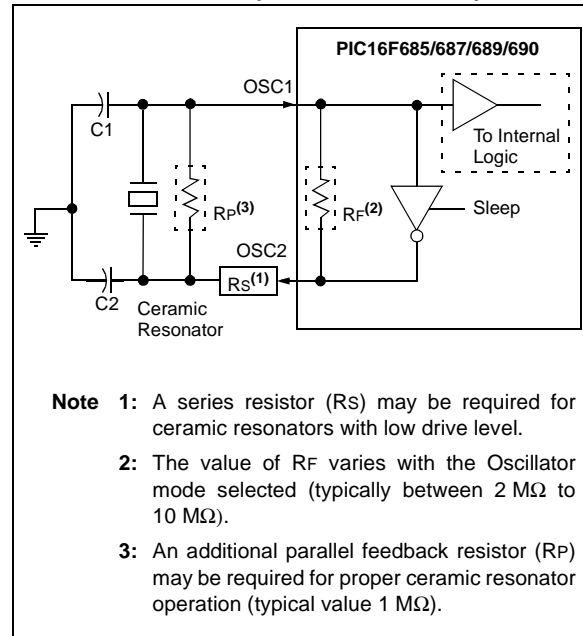 PIC16F685/687/689/690
OSC1
C1
To Internal
Logic
RP(3)
RF(2)
Sleep
OSC2
C2
Ceramic
Resonator
RS(1)
Note 1: A series resistor (RS) may be required for
ceramic resonators with low drive level.
2: The value of RF varies with the Oscillator
mode selected (typically between 2 MΩ to
10 MΩ).
3: An additional parallel feedback resistor (RP)
may be required for proper ceramic resonator
operation (typical value 1 MΩ).